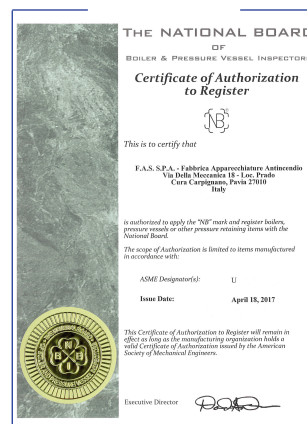 THE NATIONAL BOARD
OF
BOILER & PRESSURE VESSEL INSPECTORS
Certificate of Authorization
to Register
NB
®
This is to certify that
F.A.S. S.P.A. - Fabbrica Apparecchiature Antincendio
Via Della Meccanica 18 - Loc. Prado
Cura Carpignano, Pavia 27010
Italy
is authorized to apply the "NB" mark and register boilers,
pressure vessels or other pressure retaining items with the
National Board.
The scope of Authorization is limited to items manufactured
in accordance with:
ASME Designator(s): U
Issue Date: April 18, 2017
This Certificate of Authorization to Register will remain in
effect as long as the manufacturing organization holds a
valid Certificate of Authorization issued by the American
Society of Mechanical Engineers.
Executive Director